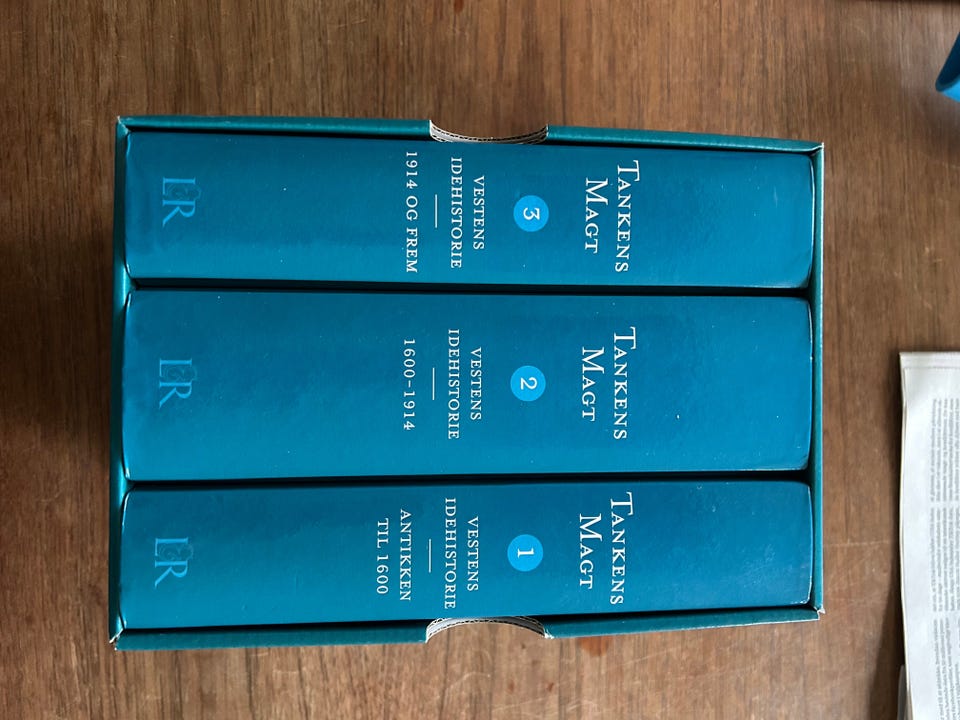 TANKENS
MAGT
3
VESTENS
IDEHISTORIE
1914 OG FREM
L&R
TANKENS
MAGT
2
VESTENS
IDEHISTORIE
1600-1914
L&R
TANKENS
MAGT
1
VESTENS
IDEHISTORIE
ANTIKKEN
TIL 1600
L&R